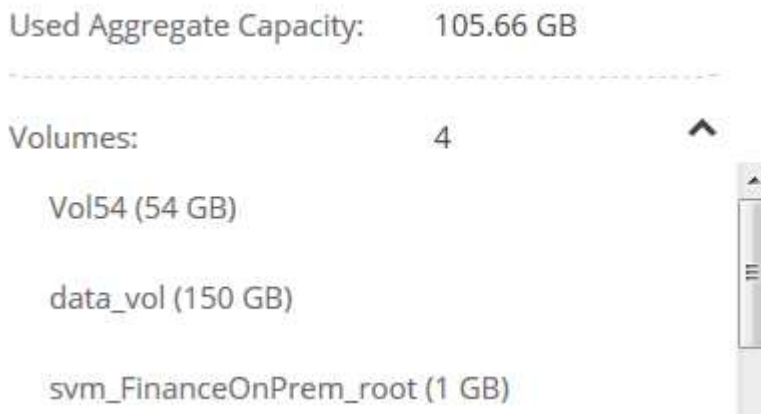 Used Aggregate Capacity: 105.66 GB
Volumes: 4
Vol54 (54 GB)
data_vol (150 GB)
svm_FinanceOnPrem_root (1 GB)